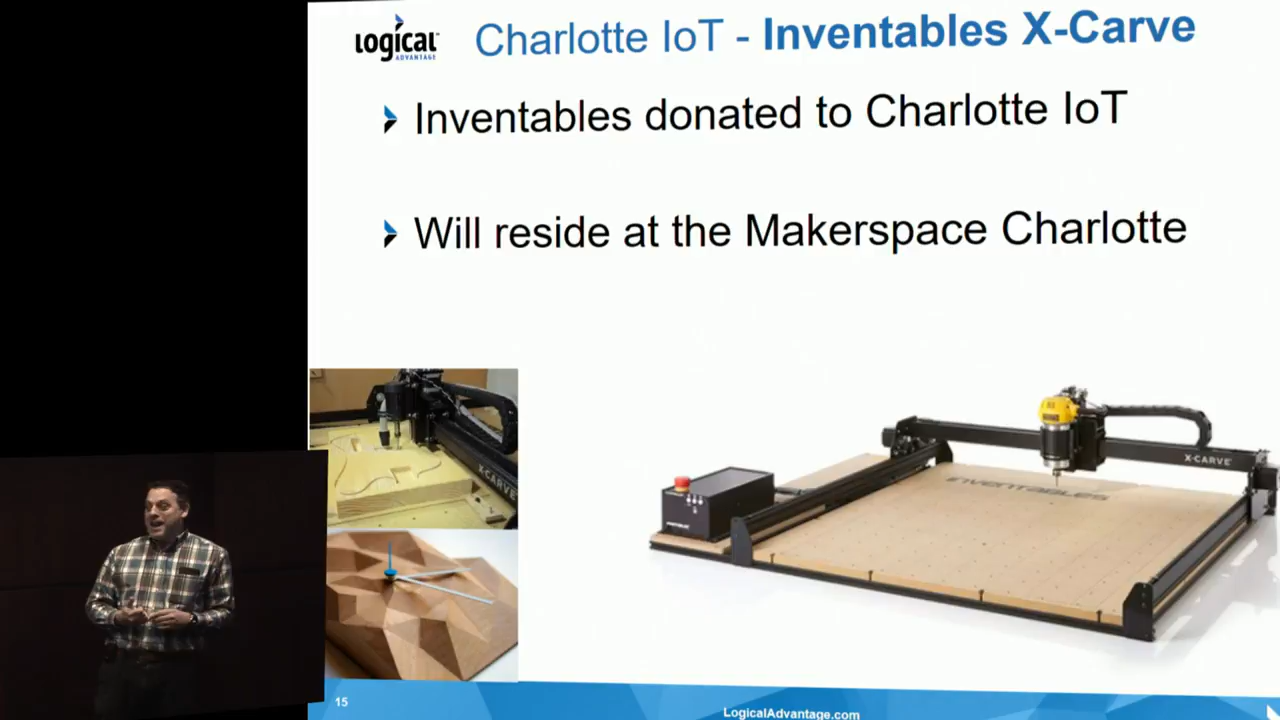 LOGICAL
ADVANTAGE
Charlotte IoT - Inventables X-Carve
Inventables donated to Charlotte IoT
Will reside at the Makerspace Charlotte
X-CARVE
X-CARVE
INVENTABLES
15
LogicalAdvantage.com